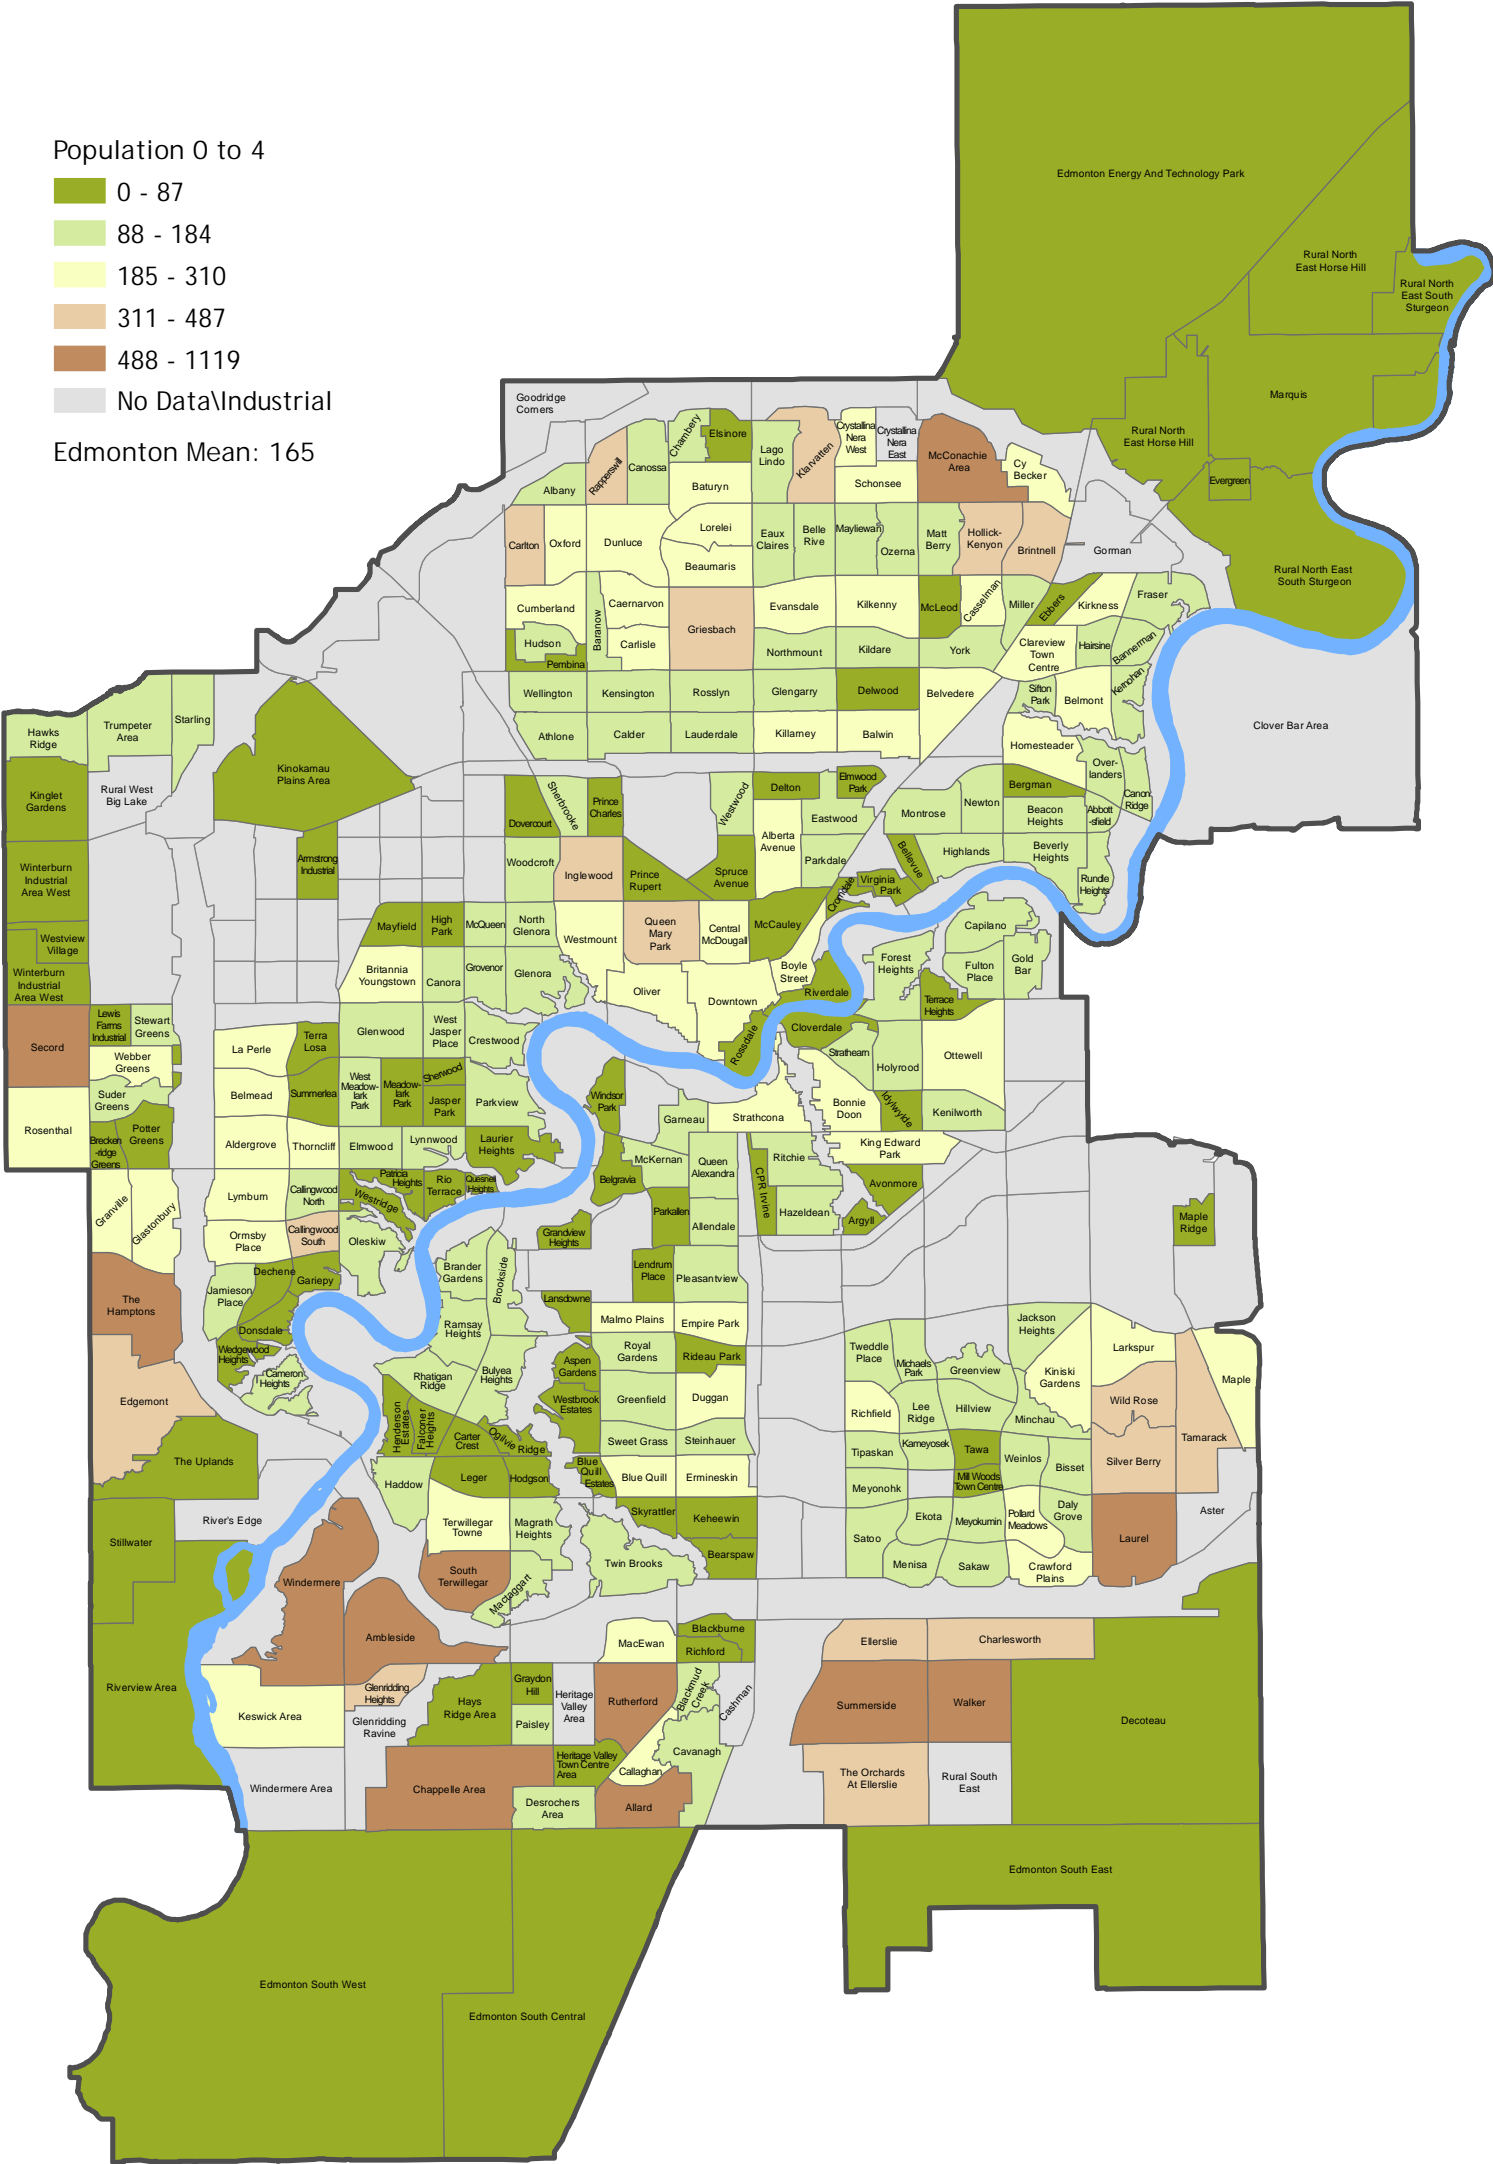 Population 0 to 4
0 - 87
88 - 184
185 - 310
311 - 487
488 - 1119
No Data\Industrial
Edmonton Mean: 165
Edmonton Energy And Technology Park
Rural North
East Horse Hill
Rural North
East South
Sturgeon
Marquis
Rural North
East Horse Hill
Evergreen
Rural North East
South Sturgeon
Goodridge
Corners
Chambery
Elsinore
Rapperswill
Canossa
Albany
Baturyn
Lago
Lindo
Klarvatten
Crystallina
Nera
West
Crystallina
Nera
East
McConachie
Area
Cy
Becker
Schonsee
Carlton
Oxford
Dunluce
Lorelei
Beaumaris
Eaux
Claires
Belle
Rive
Mayliewan
Ozerna
Matt
Berry
Hollick-
Kenyon
Brintnell
Gorman
Cumberland
Baranow
Caernarvon
Carlisle
Griesbach
Evansdale
Kilkenny
McLeod
Casselman
Miller
Ebbers
Kirkness
Fraser
Hudson
Pembina
Northmount
Kildare
York
Clareview
Town
Centre
Hairsine
Bannerman
Wellington
Kensington
Rosslyn
Glengarry
Delwood
Belvedere
Sifton
Park
Belmont
Kernohan
Athlone
Calder
Lauderdale
Killarney
Balwin
Homesteader
Clover Bar Area
Hawks
Ridge
Trumpeter
Area
Starling
Kinglet
Gardens
Rural West
Big Lake
Kinokamau
Plains Area
Dovercourt
Sherbrooke
Prince
Charles
Westwood
Delton
Elmwood
Park
Eastwood
Montrose
Newton
Bergman
Over-
landers
Canon
Ridge
Beacon
Heights
Abbott
-sfield
Winterburn
Industrial
Area West
Armstrong
Industrial
Woodcroft
Inglewood
Prince
Rupert
Spruce
Avenue
Alberta
Avenue
Parkdale
Bellevue
Highlands
Beverly
Heights
Rundle
Heights
Virginia
Park
Cromdale
Westview
Village
Winterburn
Industrial
Area West
Mayfield
High
Park
McQueen
North
Glenora
Westmount
Queen
Mary
Park
Central
McDougall
McCauley
Boyle
Street
Capilano
Forest
Heights
Fulton
Place
Gold
Bar
Britannia
Youngstown
Canora
Grovenor
Glenora
Oliver
Downtown
Riverdale
Terrace
Heights
Secord
Lewis
Farms
Industrial
Stewart
Greens
Webber
Greens
La Perle
Terra
Losa
Glenwood
West
Jasper
Place
Crestwood
Rossdale
Cloverdale
Strathearn
Holyrood
Ottewell
Suder
Greens
Belmead
Summerlea
West
Meadow-
lark
Park
Meadow-
lark
Park
Sherwood
Jasper
Park
Parkview
Windsor
Park
Garneau
Strathcona
Bonnie
Doon
Idylwylde
Kenilworth
Rosenthal
Brecken
-ridge
Greens
Potter
Greens
Aldergrove
Thorncliff
Elmwood
Lynnwood
Laurier
Heights
King Edward
Park
McKernan
Queen
Alexandra
Ritchie
Belgravia
CPR Irvine
Avonmore
Granville
Glastonbury
Lymburn
Callingwood
North
Patricia
Heights
Westridge
Rio
Terrace
Quesnell
Heights
Parkallen
Allendale
Hazeldean
Argyll
Maple
Ridge
Ormsby
Place
Callingwood
South
Oleskiw
Grandview
Heights
Brander
Gardens
Brookside
Lendrum
Place
Pleasantview
The
Hamptons
Jamieson
Place
Dechene
Gariepy
Donsdale
Wedgewood
Heights
Cameron
Heights
Ramsay
Heights
Lansdowne
Malmo Plains
Empire Park
Royal
Gardens
Rideau Park
Aspen
Gardens
Rhatigan
Ridge
Bulyea
Heights
Westbrook
Estates
Greenfield
Duggan
Tweddle
Place
Michaels
Park
Greenview
Jackson
Heights
Kiniski
Gardens
Larkspur
Maple
Edgemont
Henderson
Estates
Falconer
Heights
Carter
Crest
Ogilvie Ridge
Sweet Grass
Steinhauer
Richfield
Lee
Ridge
Hillview
Minchau
Wild Rose
Tamarack
The Uplands
Haddow
Leger
Hodgson
Blue
Quill
Estates
Blue Quill
Ermineskin
Tipaskan
Kameyosek
Tawa
Weinlos
Bisset
Silver Berry
Meyonohk
Mill Woods
Town Centre
River's Edge
Terwillegar
Towne
Magrath
Heights
Skyrattler
Keheewin
Satoo
Ekota
Meyokumin
Pollard
Meadows
Daly
Grove
Laurel
Aster
Stillwater
Windermere
South
Terwillegar
Mactaggart
Twin Brooks
Bearspaw
Menisa
Sakaw
Crawford
Plains
Ambleside
MacEwan
Blackburne
Richford
Ellerslie
Charlesworth
Riverview Area
Keswick Area
Glenridding
Heights
Glenridding
Ravine
Hays
Ridge Area
Graydon
Hill
Paisley
Heritage
Valley
Area
Rutherford
Blackmud
Creek
Cashman
Summerside
Walker
Decoteau
Cavanagh
Callaghan
Heritage Valley
Town Centre
Area
Windermere Area
Chappelle Area
Desrochers
Area
Allard
The Orchards
At Ellerslie
Rural South
East
Edmonton South East
Edmonton South West
Edmonton South Central